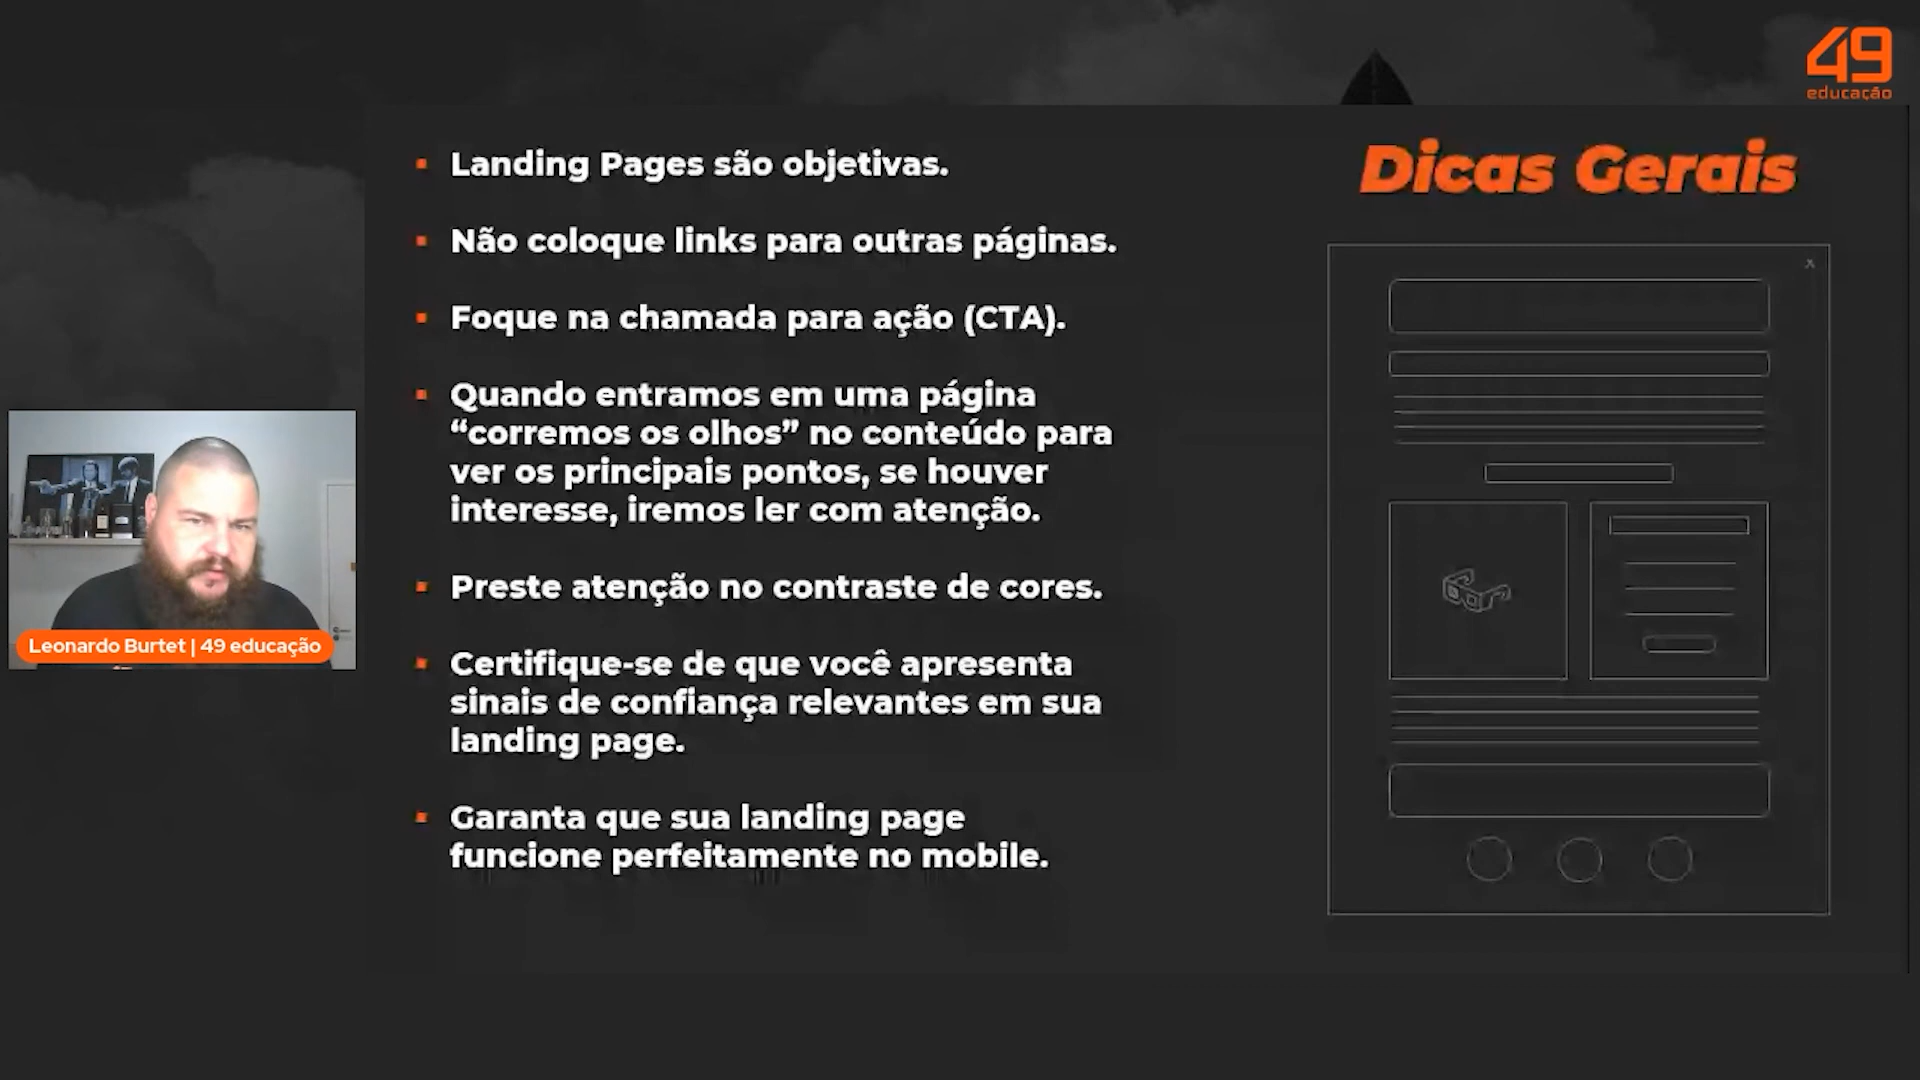 49
educação
Dicas Gerais
Landing Pages são objetivas.
Não coloque links para outras páginas.
Foque na chamada para ação (CTA).
Quando entramos em uma página
“corremos os olhos” no conteúdo para
ver os principais pontos, se houver
interesse, iremos ler com atenção.
Preste atenção no contraste de cores.
Certifique-se de que você apresenta
sinais de confiança relevantes em sua
landing page.
Garanta que sua landing page
funcione perfeitamente no mobile.
x
Leonardo Burtet | 49 educação